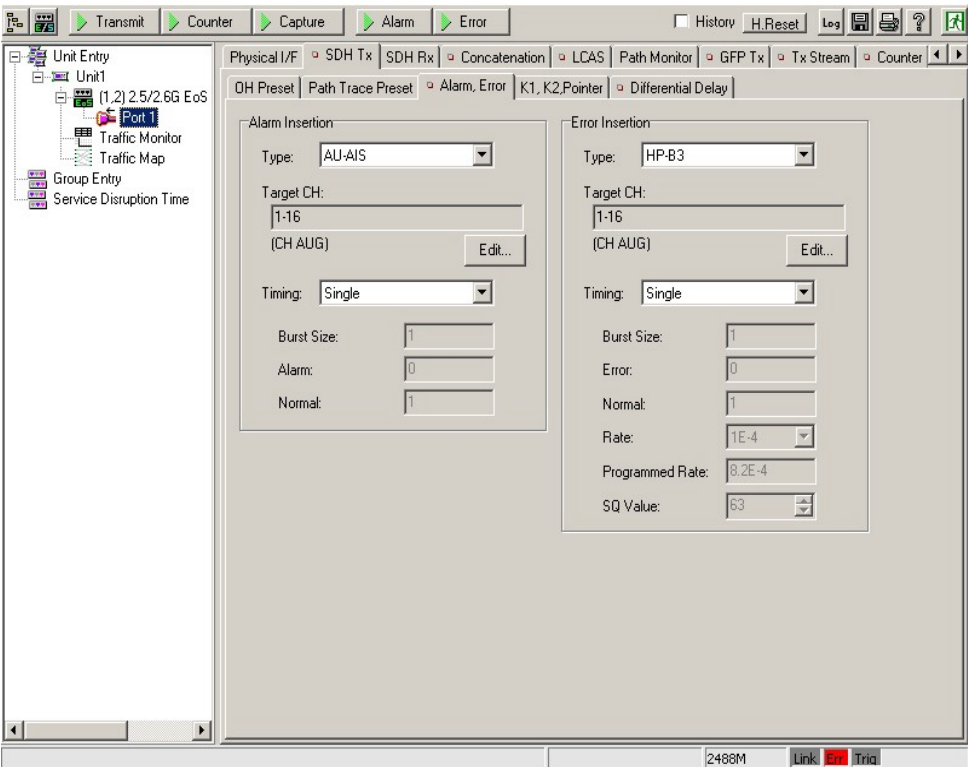 Transmit Counter Capture Alarm Error History H.Reset Log ?
Unit Entry
Unit1
(1,2) 2.5/2.6G EoS
Port 1
Traffic Monitor
Traffic Map
Group Entry
Service Disruption Time
Physical I/F SDH Tx SDH Rx Concatenation LCAS Path Monitor GFP Tx Tx Stream Counter
OH Preset Path Trace Preset Alarm, Error K1, K2,Pointer Differential Delay
Alarm Insertion
Type: AU-AIS
Target CH:
1-16
(CH AUG) Edit...
Timing: Single
Burst Size: 1
Alarm: 0
Normal: 1
Error Insertion
Type: HP-B3
Target CH:
1-16
(CH AUG) Edit...
Timing: Single
Burst Size: 1
Error: 0
Normal: 1
Rate: 1E-4
Programmed Rate: 8.2E-4
SQ Value: 63
2488M Link Err Trig